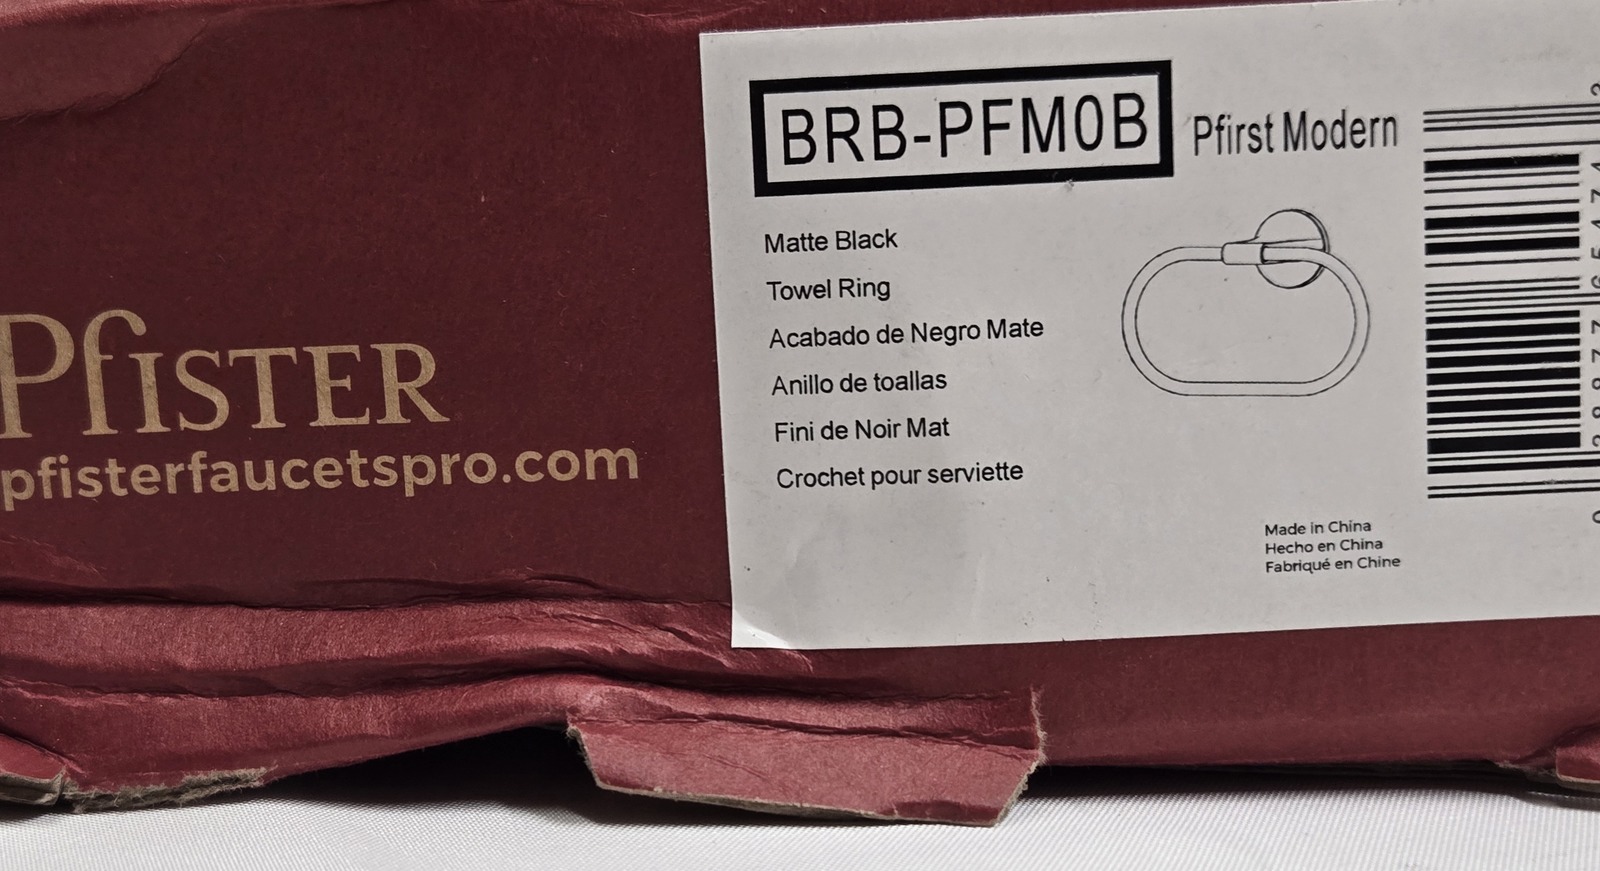 Pfister
pfisterfaucetspro.com
BRB-PFM0B
Pfirst Modern
Matte Black
Towel Ring
Acabado de Negro Mate
Anillo de toallas
Fini de Noir Mat
Crochet pour serviette
Made in China
Hecho en China
Fabriqué en Chine